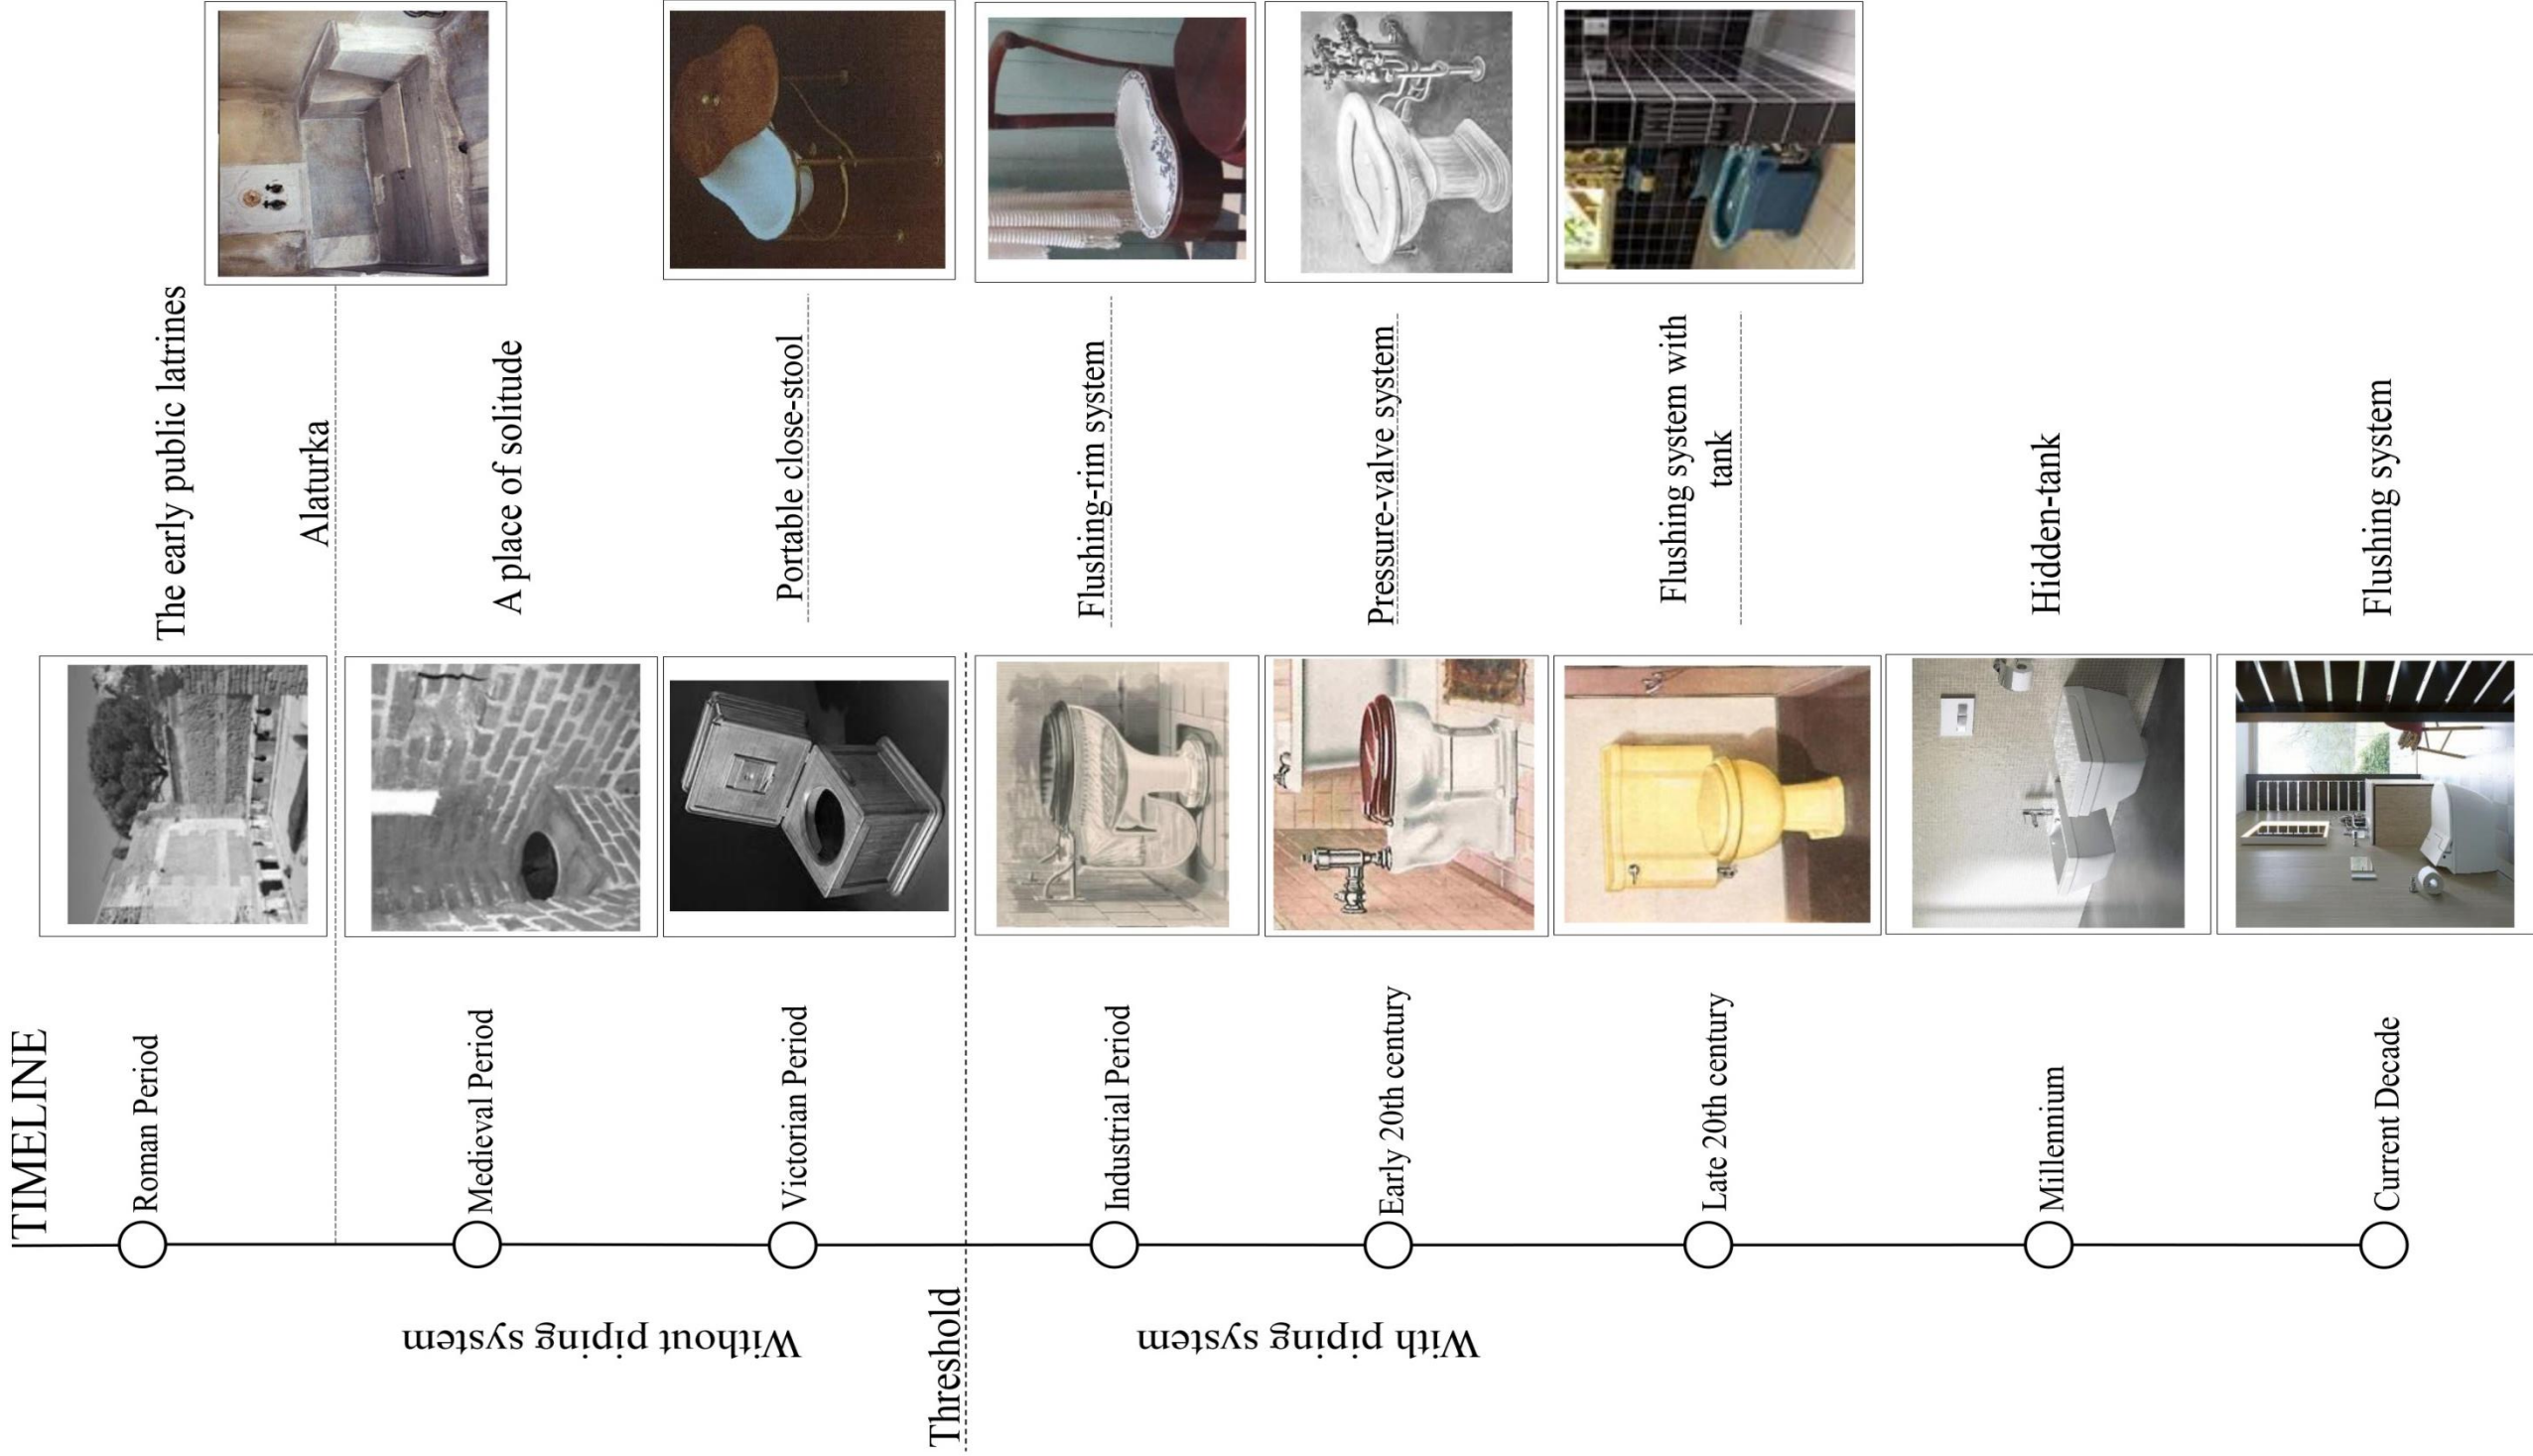 TIMELINE
Roman Period
The early public latrines
Alaturka
Medieval Period
A place of solitude
Victorian Period
Portable close-stool
Without piping system
Threshold
With piping system
Industrial Period
Flushing-rim system
Early 20th century
Pressure-valve system
Late 20th century
Flushing system with
tank
Millennium
Hidden-tank
Current Decade
Flushing system